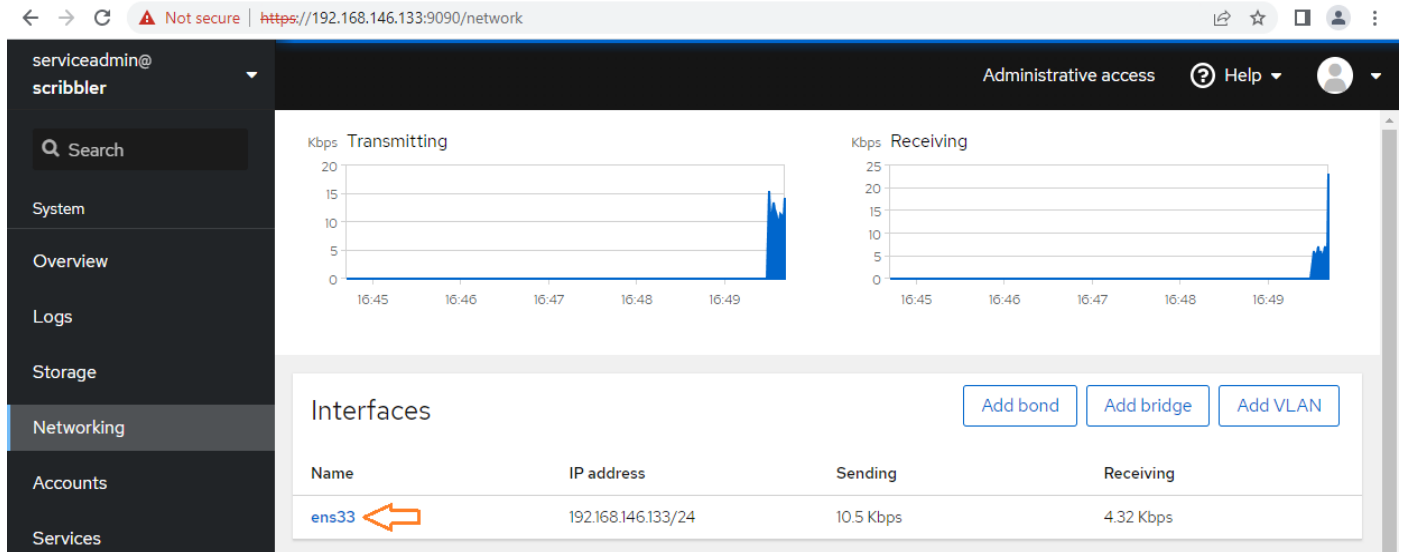 Not secure | https://192.168.146.133:9090/network
serviceadmin@
scribbler
Administrative access
Help
Search
System
Overview
Logs
Storage
Networking
Accounts
Services
Kbps Transmitting
20
15
10
5
0
16:45 16:46 16:47 16:48 16:49
Kbps Receiving
25
20
15
10
5
0
16:45 16:46 16:47 16:48 16:49
Interfaces
Add bond
Add bridge
Add VLAN
Name IP address Sending Receiving
ens33 192.168.146.133/24 10.5 Kbps 4.32 Kbps